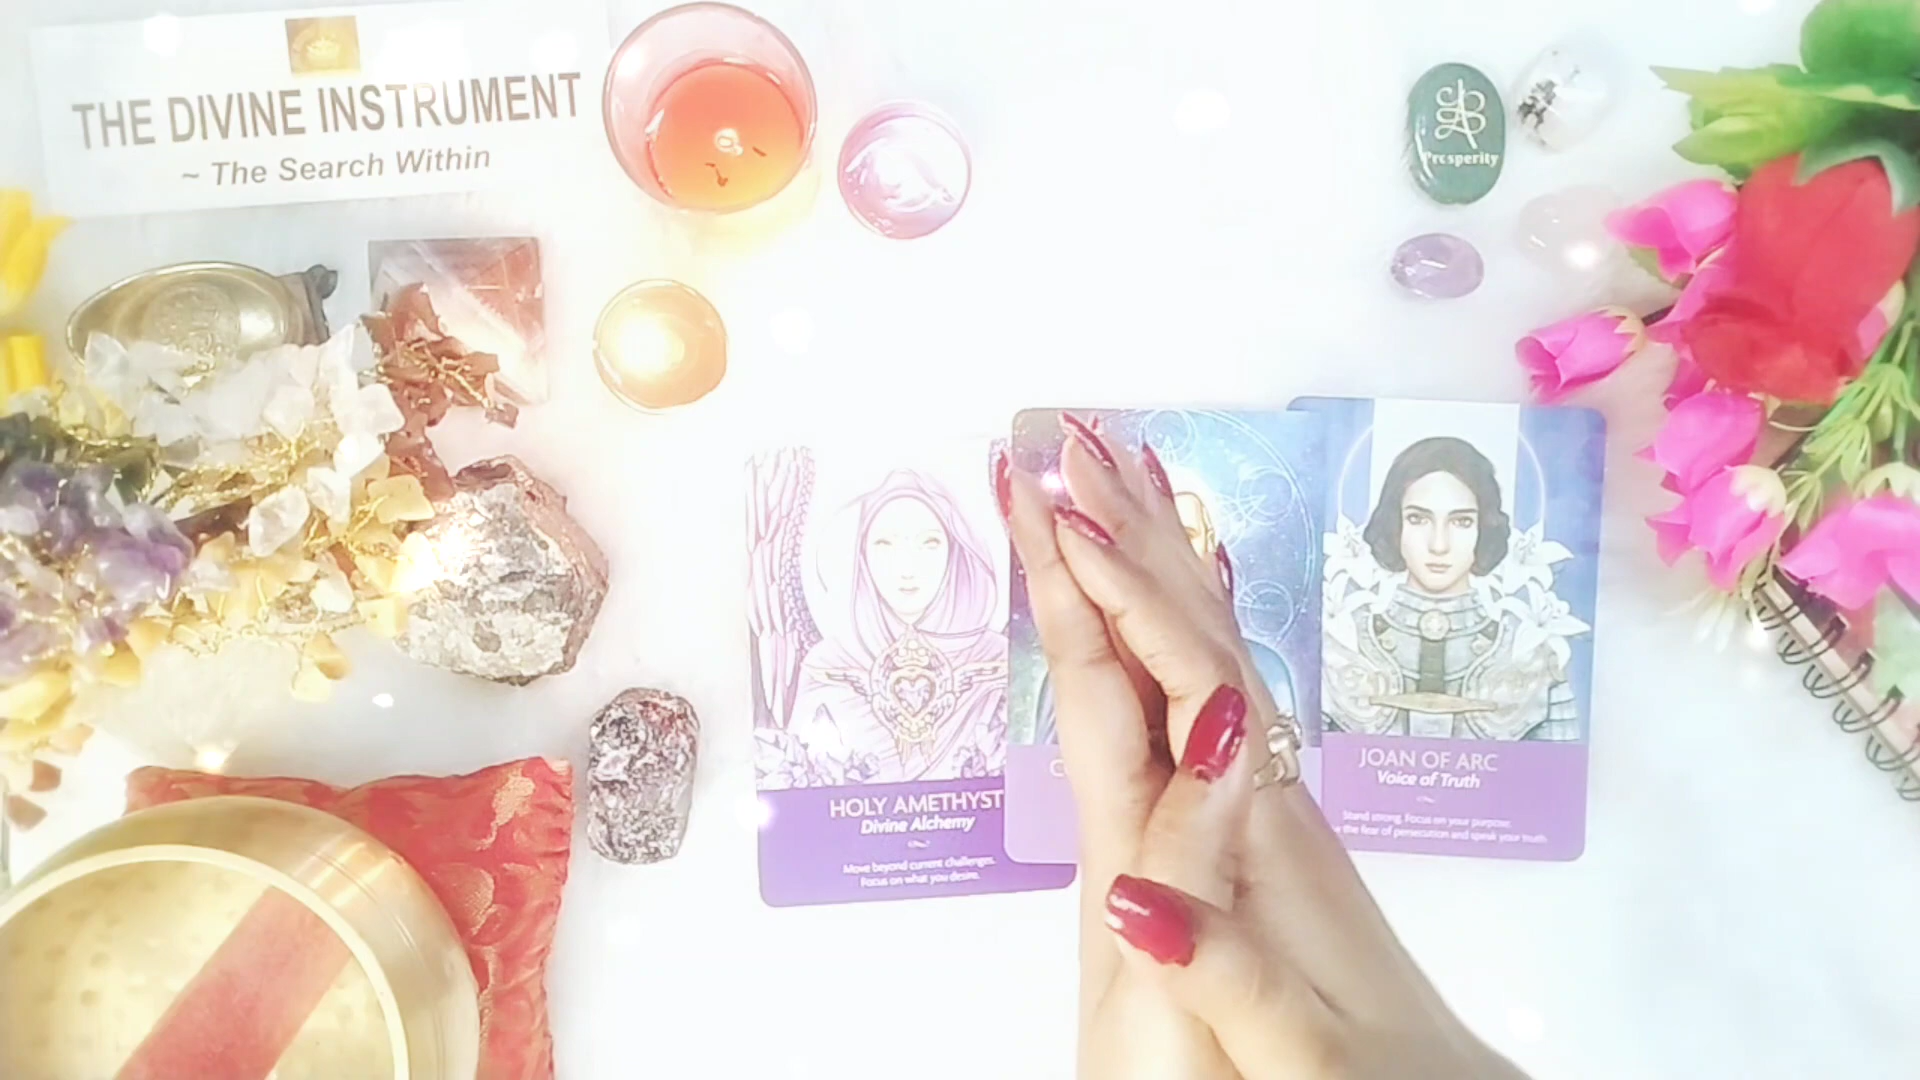 THE DIVINE INSTRUMENT
~ The Search Within
Prosperity
HOLY AMETHYST
Divine Alchemy
Move beyond current challenges.
Focus on what you desire.
C
JOAN OF ARC
Voice of Truth
Stand strong. Focus on your purpose.
the fear of persecution and speak your truth